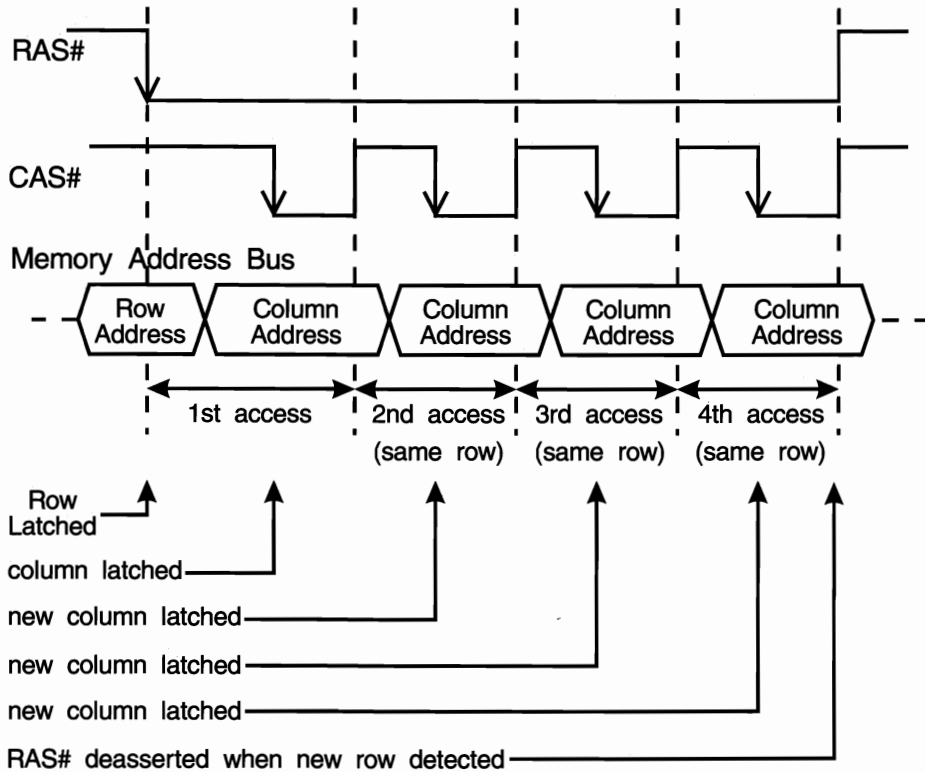 RAS#
CAS#
Memory Address Bus
Row
Address
Column
Address
Column
Address
Column
Address
Column
Address
1st access
2nd access
(same row)
3rd access
(same row)
4th access
(same row)
Row
Latched
column latched
new column latched
new column latched
new column latched
RAS# deasserted when new row detected